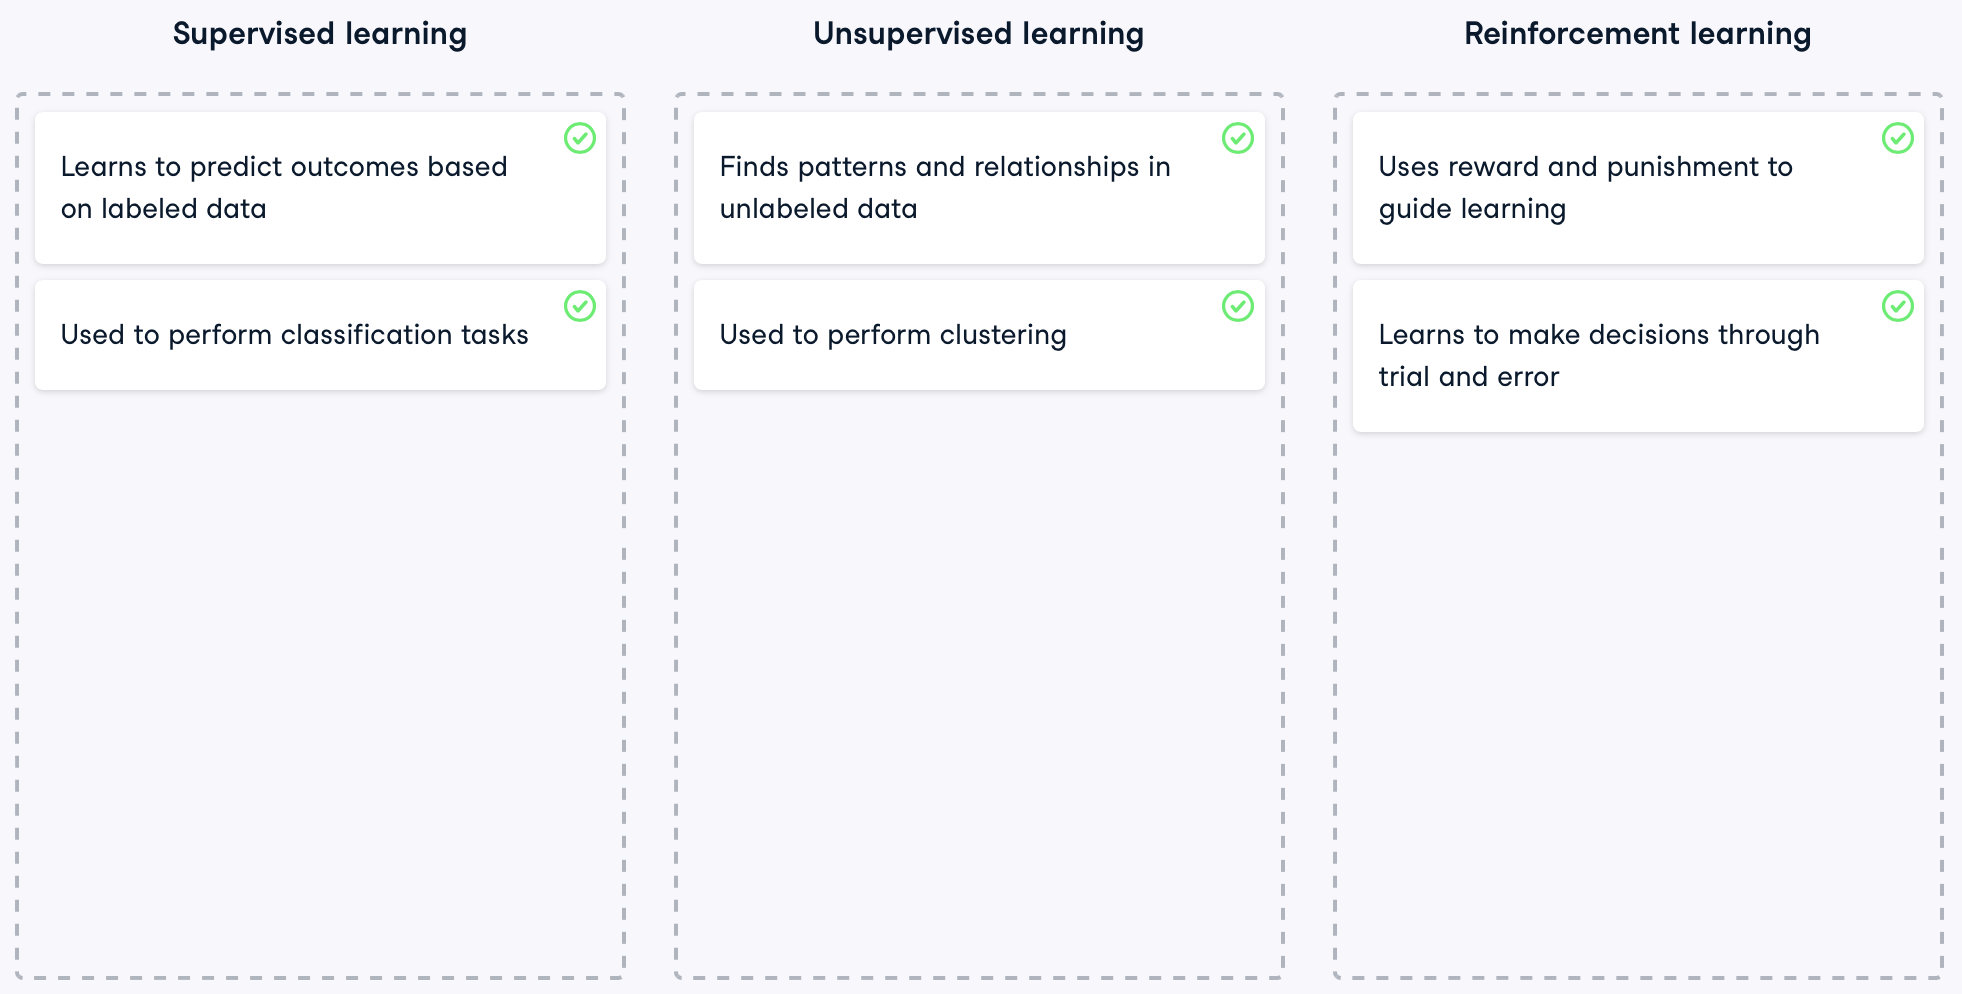 Supervised learning
Learns to predict outcomes based
on labeled data
Used to perform classification tasks
Unsupervised learning
Finds patterns and relationships in
unlabeled data
Used to perform clustering
Reinforcement learning
Uses reward and punishment to
guide learning
Learns to make decisions through
trial and error